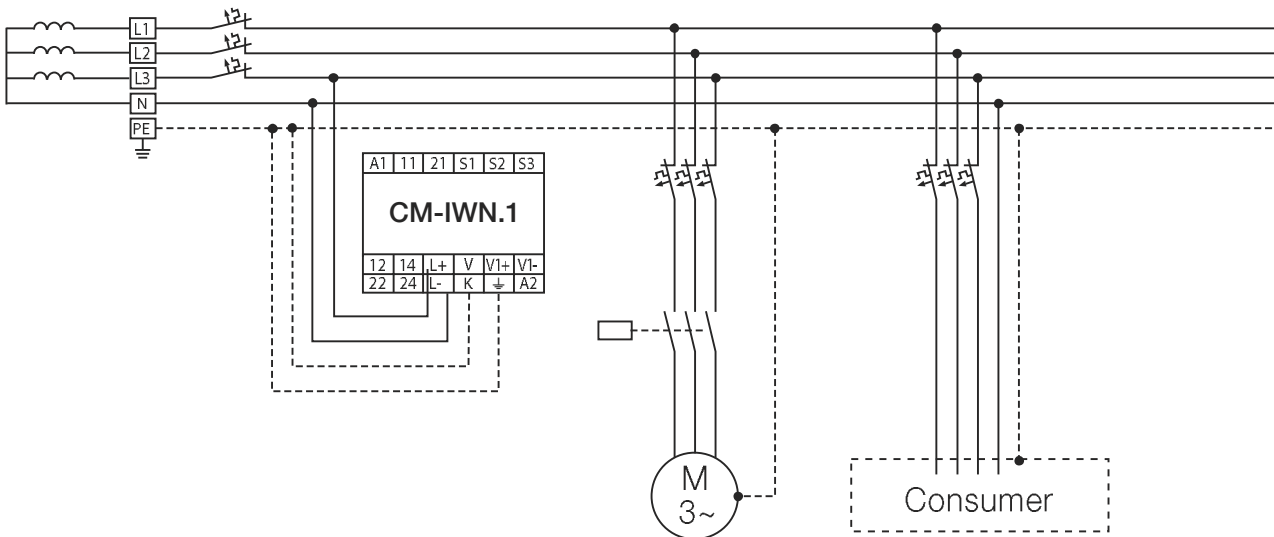 L1
L2
L3
N
PE
A1 11 21 S1 S2 S3
CM-IWN.1
12 14 L+ V V1+ V1-
22 24 L- K ⏚ A2
M
3~
Consumer